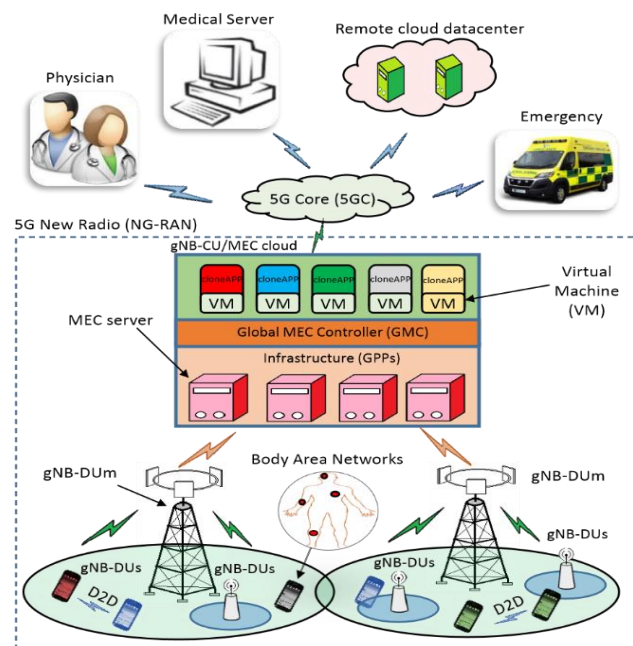 Medical Server
Remote cloud datacenter
Physician
Emergency
5G Core (5GC)
5G New Radio (NG-RAN)
gNB-CU/MEC cloud
cloneAPP cloneAPP cloneAPP cloneAPP cloneAPP
VM VM VM VM VM
Virtual
Machine
(VM)
MEC server
Global MEC Controller (GMC)
Infrastructure (GPPs)
Body Area Networks
gNB-DUm
gNB-DUm
gNB-DUs
gNB-DUs
gNB-DUs
gNB-DUs
D2D
D2D